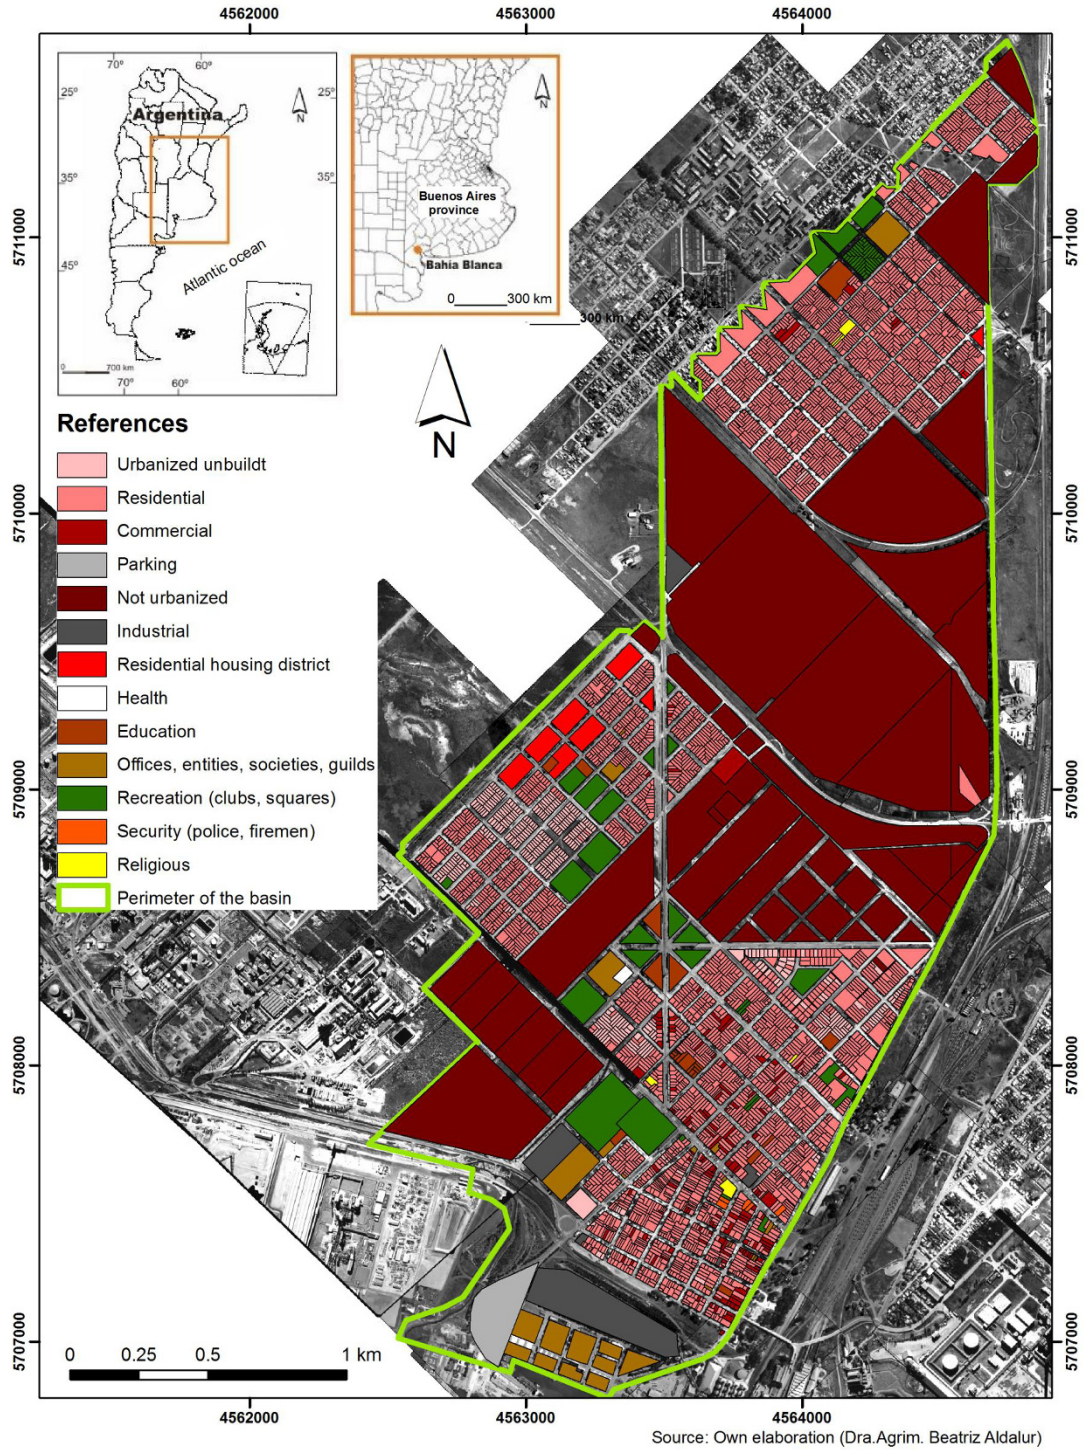 4562000
4563000
4564000
70°
60°
25°
25°
Argentina
N
35°
35°
45°
Atlantic ocean
0
700 km
70°
60°
N
Buenos Aires
province
Bahía Blanca
0
300 km
300 km
N
References
Urbanized unbuildt
Residential
Commercial
Parking
Not urbanized
Industrial
Residential housing district
Health
Education
Offices, entities, societies, guilds
Recreation (clubs, squares)
Security (police, firemen)
Religious
Perimeter of the basin
5711000
5710000
5709000
5708000
5707000
5711000
5710000
5709000
5708000
5707000
0
0.25
0.5
1 km
4562000
4563000
4564000
Source: Own elaboration (Dra.Agrim. Beatriz Aldalur)